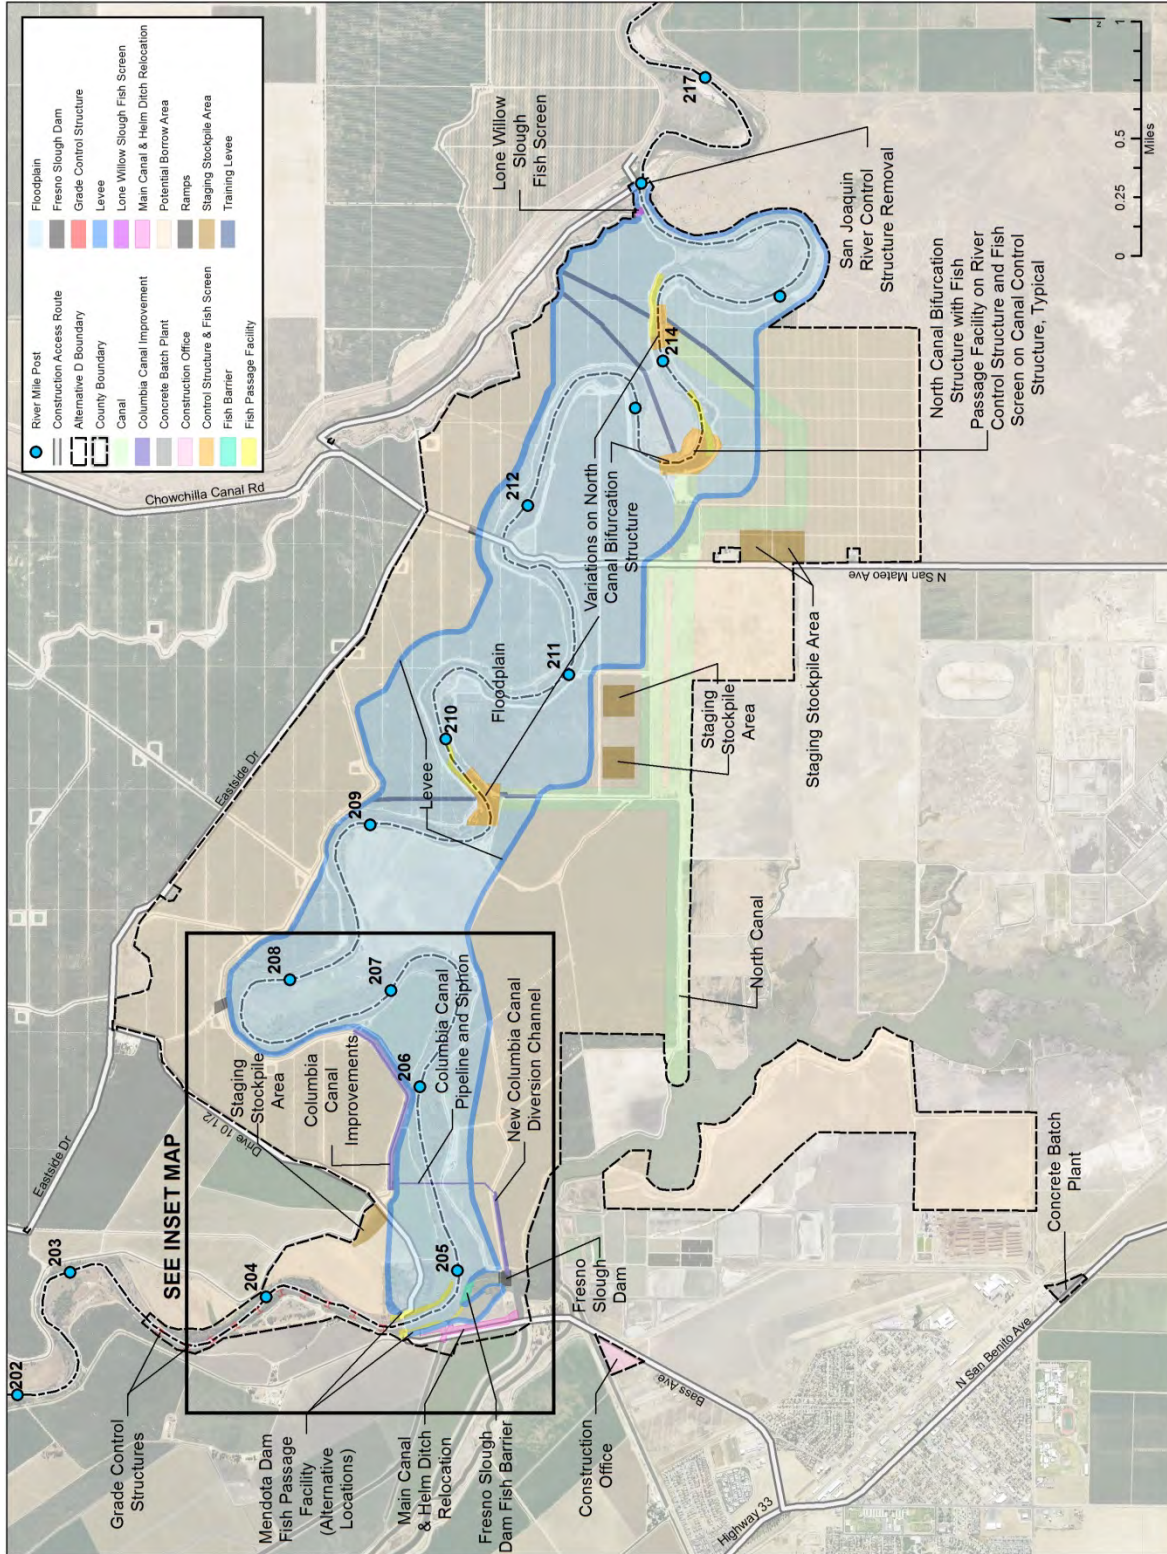 River Mile Post
Construction Access Route
Alternative D Boundary
County Boundary
Canal
Columbia Canal Improvement
Concrete Batch Plant
Construction Office
Control Structure & Fish Screen
Fish Barrier
Fish Passage Facility
Floodplain
Fresno Slough Dam
Grade Control Structure
Levee
Lone Willow Slough Fish Screen
Main Canal & Helm Ditch Relocation
Potential Borrow Area
Ramps
Staging Stockpile Area
Training Levee
SEE INSET MAP
202
203
204
205
206
207
208
209
210
211
212
214
217
Eastside Dr
Eastside Dr
Drive 10 1/2
Chowchilla Canal Rd
N San Mateo Ave
Bass Ave
N San Benito Ave
Highway 33
Grade Control
Structures
Mendota Dam
Fish Passage
Facility
(Alternative
Locations)
Main Canal
& Helm Ditch
Relocation
Fresno Slough
Dam Fish Barrier
Construction
Office
Staging
Stockpile
Area
Columbia
Canal
Improvements
Columbia Canal
Pipeline and Siphon
New Columbia Canal
Diversion Channel
Fresno
Slough
Dam
Concrete Batch
Plant
Levee
Floodplain
North Canal
Staging
Stockpile
Area
Staging Stockpile Area
Variations on North
Canal Bifurcation
Structure
Lone Willow
Slough
Fish Screen
San Joaquin
River Control
Structure Removal
North Canal Bifurcation
Structure with Fish
Passage Facility on River
Control Structure and Fish
Screen on Canal Control
Structure, Typical
0 0.25 0.5 1
Miles
z